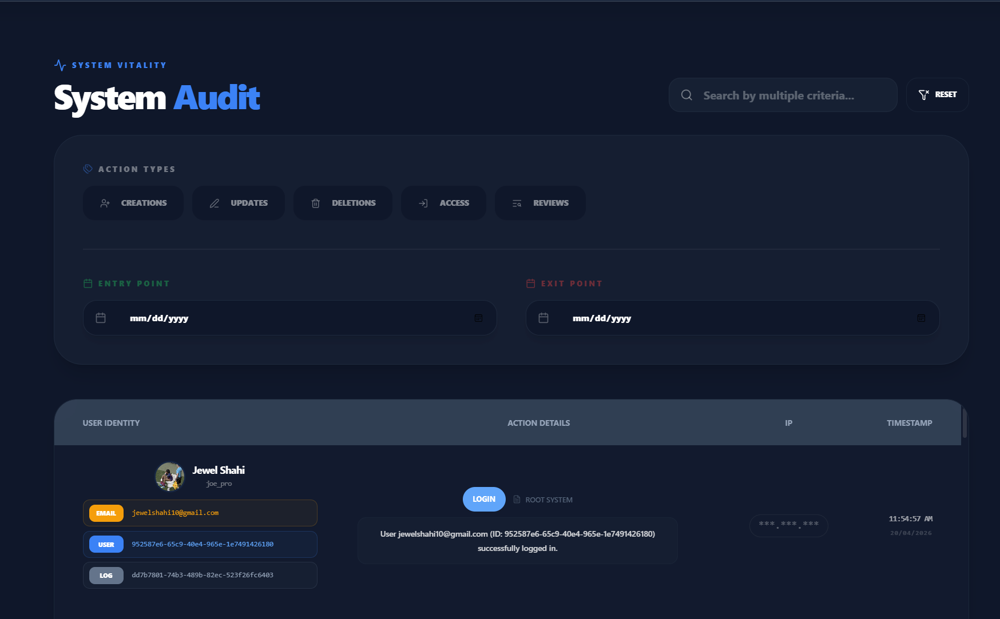 SYSTEM VITALITY
System Audit
Search by multiple criteria...
RESET
ACTION TYPES
CREATIONS
UPDATES
DELETIONS
ACCESS
REVIEWS
ENTRY POINT
EXIT POINT
mm/dd/yyyy
mm/dd/yyyy
USER IDENTITY
ACTION DETAILS
IP
TIMESTAMP
Jewel Shahi
joe_pro
EMAIL jewelshahi10@gmail.com
USER 952587e6-65c9-40e4-965e-1e7491426180
LOG dd7b7801-74b3-489b-82ec-523f26fc6403
LOGIN ROOT SYSTEM
User jewelshahi10@gmail.com (ID: 952587e6-65c9-40e4-965e-1e7491426180)
successfully logged in.
***.***.***
11:54:57 AM
20/04/2026